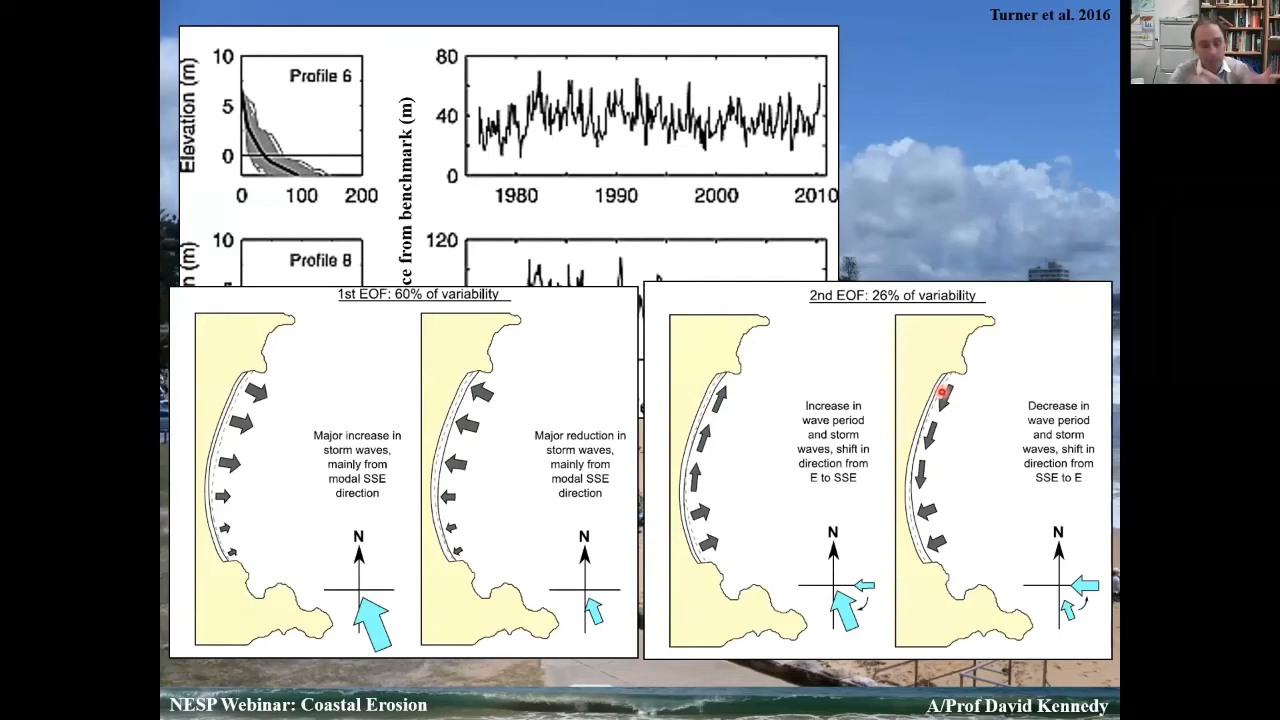 Turner et al. 2016
Elevation (m)
10
5
0
Profile 6
0 100 200
ce from benchmark (m)
80
40
0
1980 1990 2000 2010
n (m)
10
Profile 8
120
1st EOF: 60% of variability
Major increase in
storm waves,
mainly from
modal SSE
direction
N
Major reduction in
storm waves,
mainly from
modal SSE
direction
N
2nd EOF: 26% of variability
Increase in
wave period
and storm
waves, shift in
direction from
E to SSE
N
Decrease in
wave period
and storm
waves, shift in
direction from
SSE to E
N
NESP Webinar: Coastal Erosion
A/Prof David Kennedy